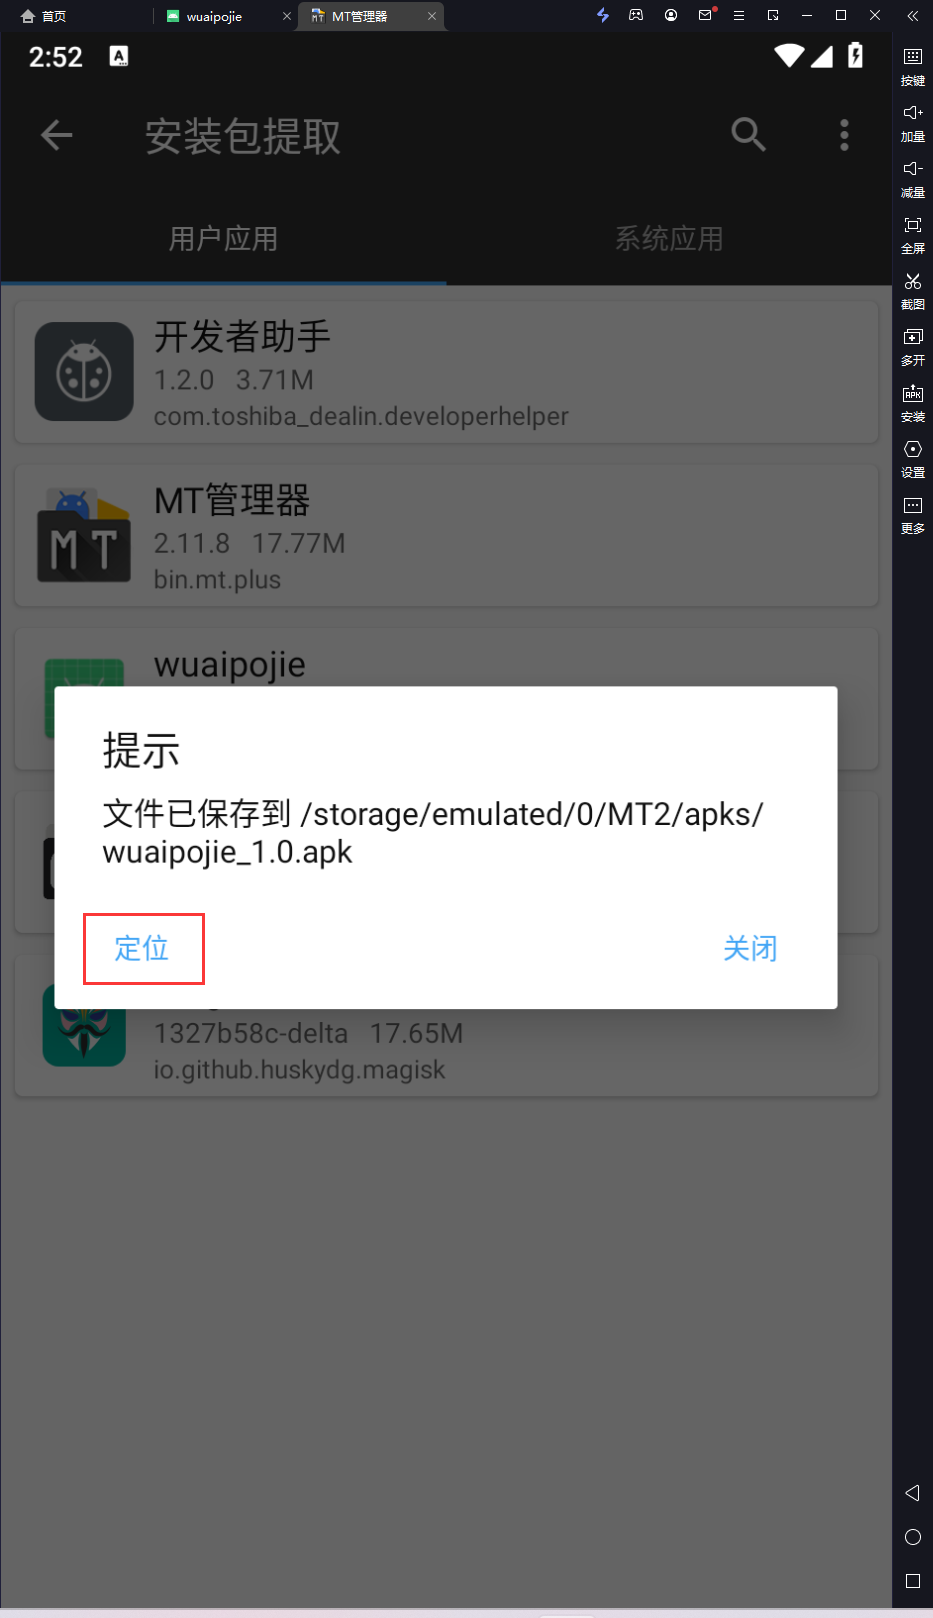 首页
wuaipojie
MT管理器
2:52
安装包提取
用户应用
系统应用
开发者助手
1.2.0 3.71M
com.toshiba_dealin.developerhelper
MT管理器
2.11.8 17.77M
bin.mt.plus
wuaipojie
提示
文件已保存到 /storage/emulated/0/MT2/apks/
wuaipojie_1.0.apk
定位
关闭
1327b58c-delta 17.65M
io.github.huskydg.magisk
按键
加量
减量
全屏
截图
多开
安装
设置
更多